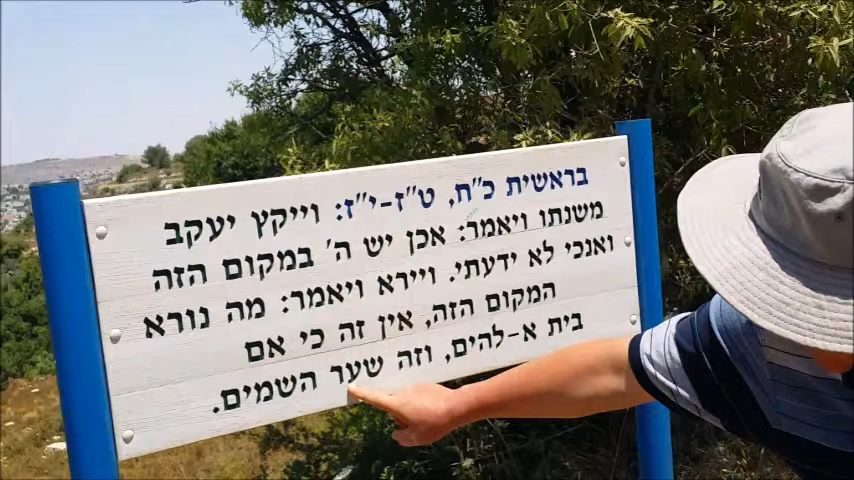 בראשית, כ"ח, ט"ז-י"ז: וייקץ יעקב
משנתו ויאמר: אכן יש ה' במקום הזה
ואנכי לא ידעתי, ויירא ויאמר: מה נורא
המקום הזה, אין זה כי אם
בית א-להים, וזה שער השמים.